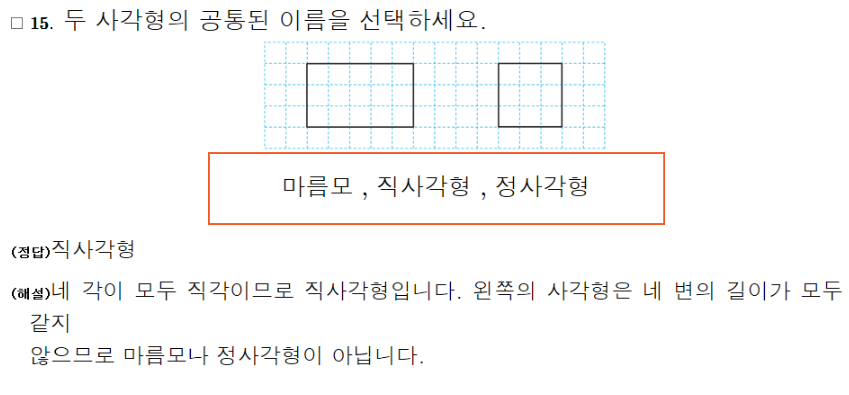 □ 15. 두 사각형의 공통된 이름을 선택하세요.
마름모 , 직사각형 , 정사각형
(정답)직사각형
(해설)네 각이 모두 직각이므로 직사각형입니다. 왼쪽의 사각형은 네 변의 길이가 모두
같지
않으므로 마름모나 정사각형이 아닙니다.